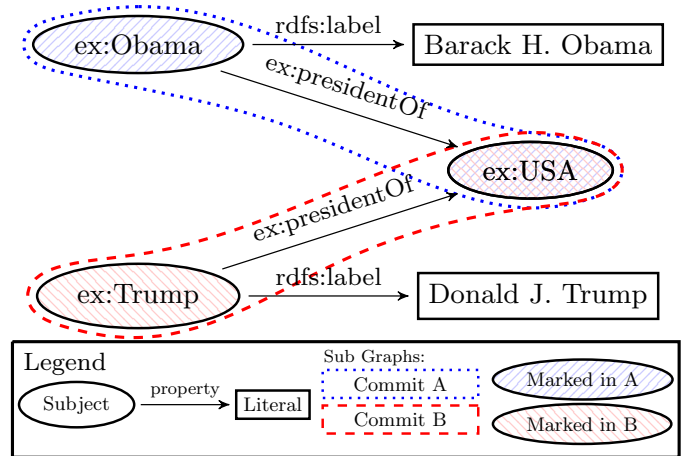 ex:Obama
rdfs:label
Barack H. Obama
ex:presidentOf
ex:USA
ex:presidentOf
ex:Trump
rdfs:label
Donald J. Trump
Legend
Subject
property
Literal
Sub Graphs:
Commit A
Commit B
Marked in A
Marked in B